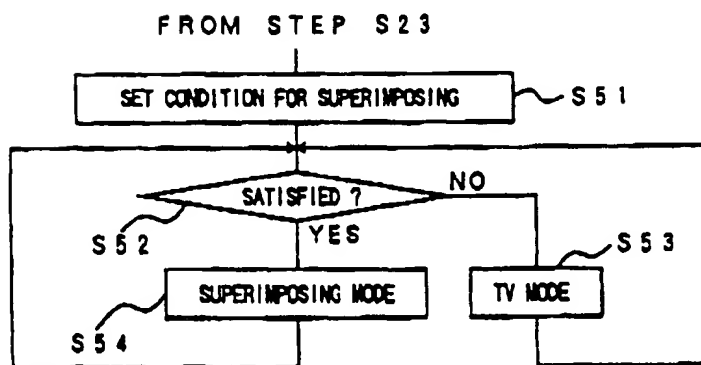 FROM STEP S23
SET CONDITION FOR SUPERIMPOSING
S51
SATISFIED ?
NO
S52
YES
S53
SUPERIMPOSING MODE
TV MODE
S54